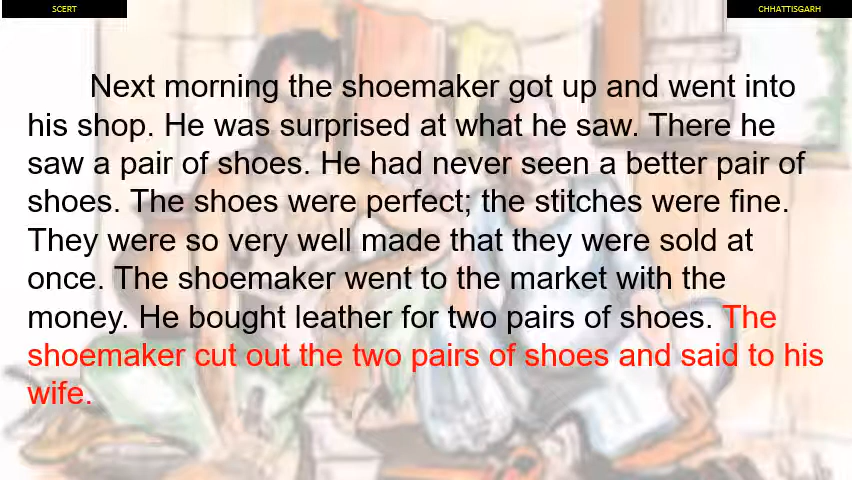 SCERT
CHHATTISGARH
Next morning the shoemaker got up and went into
his shop. He was surprised at what he saw. There he
saw a pair of shoes. He had never seen a better pair of
shoes. The shoes were perfect; the stitches were fine.
They were so very well made that they were sold at
once. The shoemaker went to the market with the
money. He bought leather for two pairs of shoes. The
shoemaker cut out the two pairs of shoes and said to his
wife.